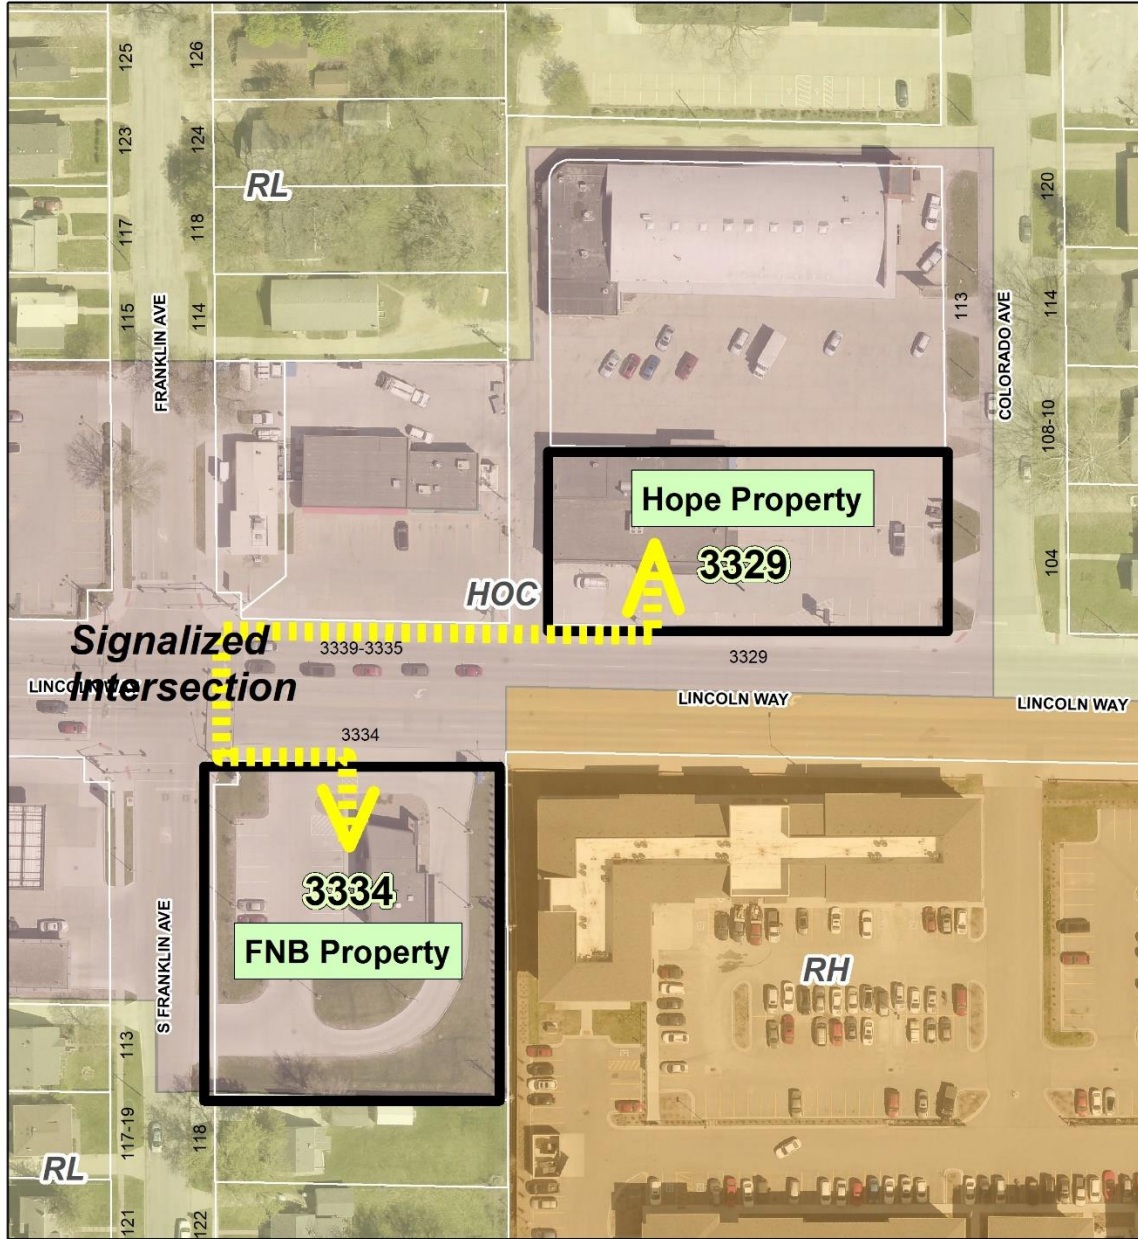 125
126
123
124
RL
120
117
118
115
FRANKLIN AVE
114
113
COLORADO AVE
114
108-10
Hope Property
3329
104
HOC
Signalized
Intersection
3339-3335
3329
LINCOLN WAY
LINCOLN WAY
LINCOLN WAY
3334
3334
FNB Property
S FRANKLIN AVE
RH
113
117-19
118
RL
121
122